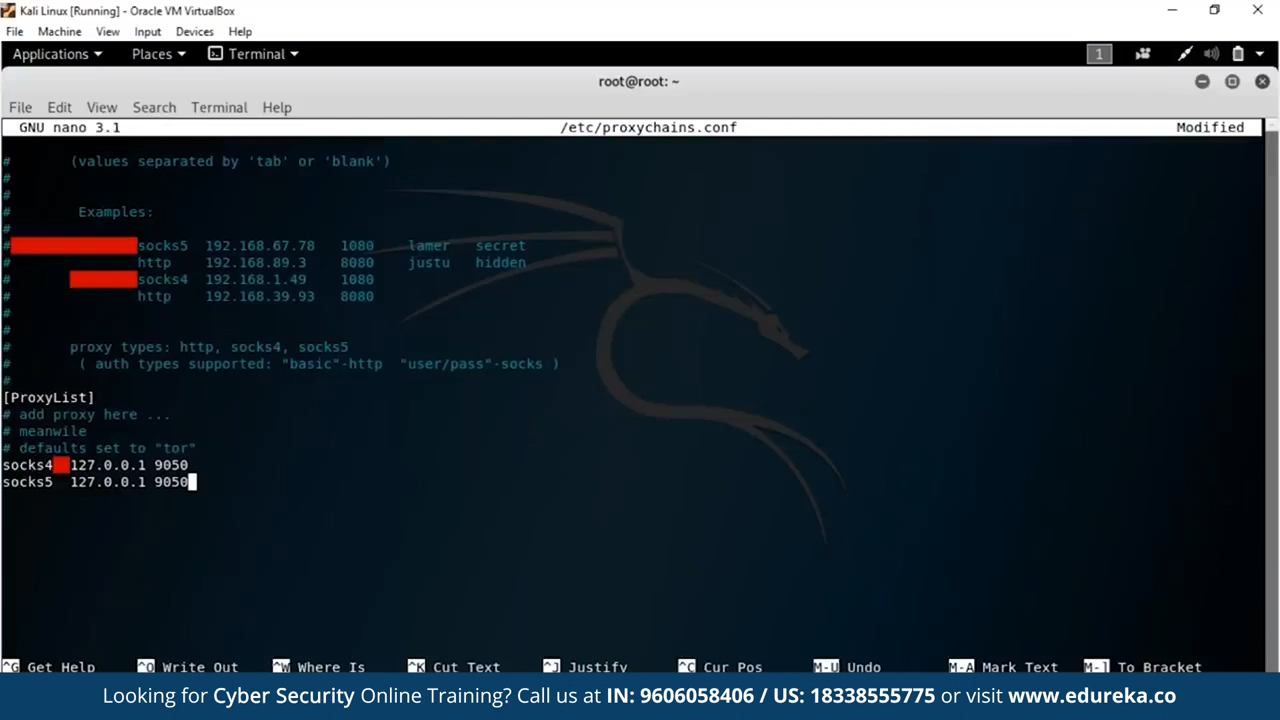 Kali Linux [Running] - Oracle VM VirtualBox
File Machine View Input Devices Help
Applications Places Terminal 1
root@root: ~
File Edit View Search Terminal Help
GNU nano 3.1 /etc/proxychains.conf Modified
# (values separated by 'tab' or 'blank')
#
#
# Examples:
#
# socks5 192.168.67.78 1080 lamer secret
# http 192.168.89.3 8080 justu hidden
# socks4 192.168.1.49 1080
# http 192.168.39.93 8080
#
#
# proxy types: http, socks4, socks5
# ( auth types supported: "basic"-http "user/pass"-socks )
#
[ProxyList]
# add proxy here ...
# meanwile
# defaults set to "tor"
socks4 127.0.0.1 9050
socks5 127.0.0.1 9050
^G Get Help ^O Write Out ^W Where Is ^K Cut Text ^J Justify ^C Cur Pos M-U Undo M-A Mark Text M-] To Bracket
Looking for Cyber Security Online Training? Call us at IN: 9606058406 / US: 18338555775 or visit www.edureka.co